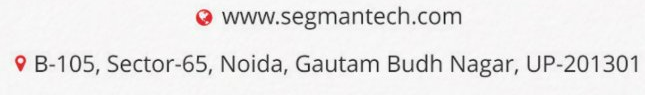 www.segmantech.com
B-105, Sector-65, Noida, Gautam Budh Nagar, UP-201301